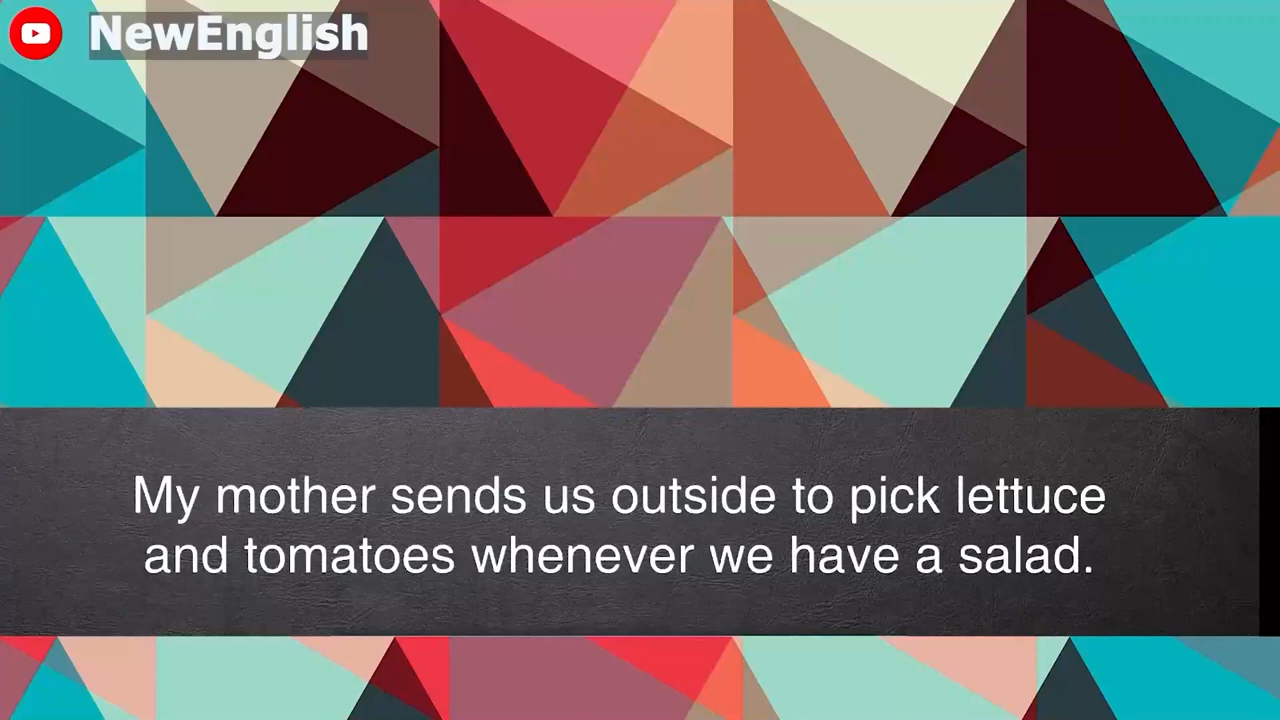 NewEnglish
My mother sends us outside to pick lettuce
and tomatoes whenever we have a salad.